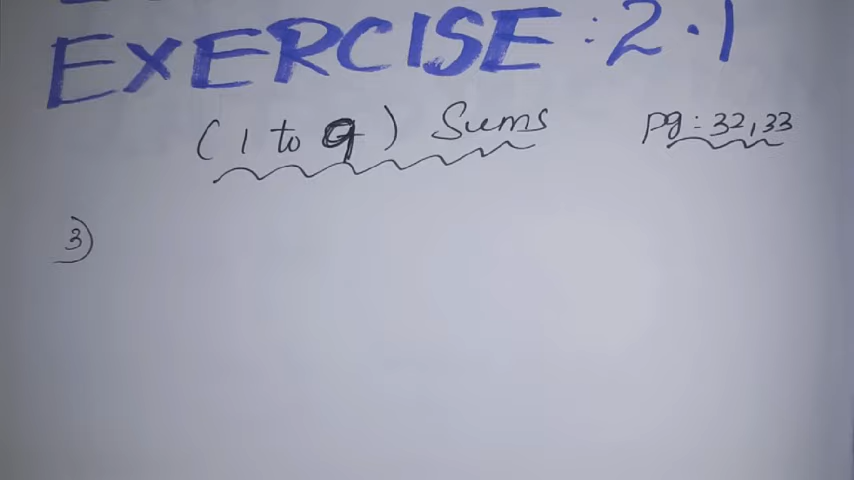 EXERCISE : 2.1
(1 to 9) Sums pg : 32,33
3)